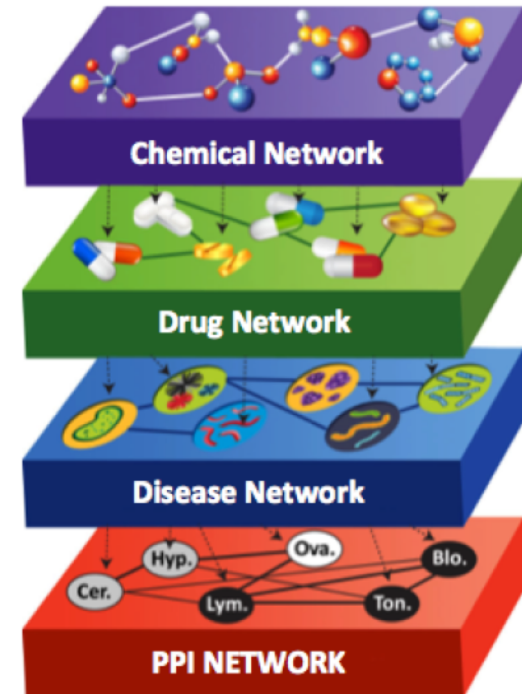 Chemical Network
Drug Network
Disease Network
Ova.
Hyp.
Blo.
Cer.
Lym.
Ton.
PPI NETWORK